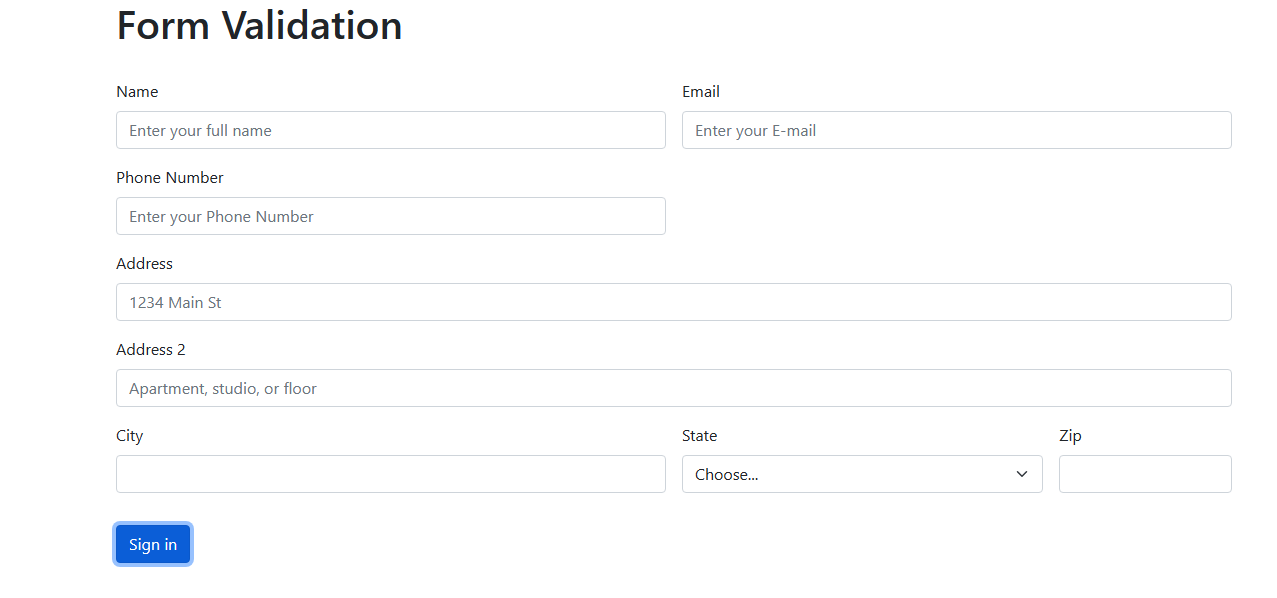 Form Validation
Name Email
Enter your full name Enter your E-mail
Phone Number
Enter your Phone Number
Address
1234 Main St
Address 2
Apartment, studio, or floor
City State Zip
Choose...
Sign in